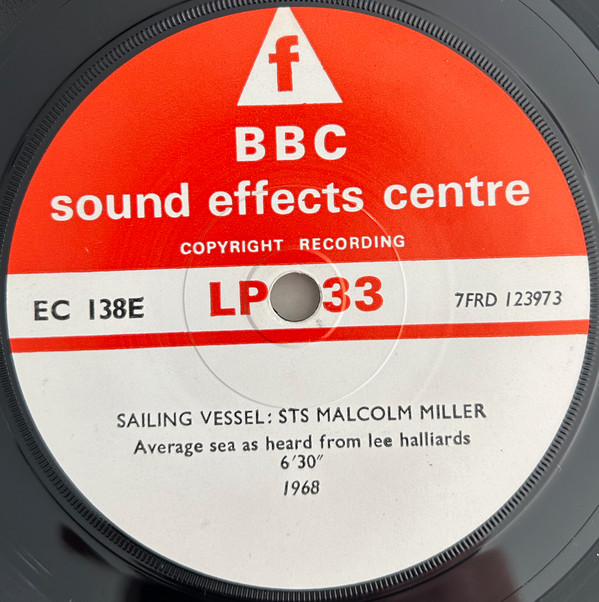 f
BBC
sound effects centre
COPYRIGHT RECORDING
EC 138E LP 33 7FRD 123973
SAILING VESSEL: STS MALCOLM MILLER
Average sea as heard from lee halliards
6'30"
1968